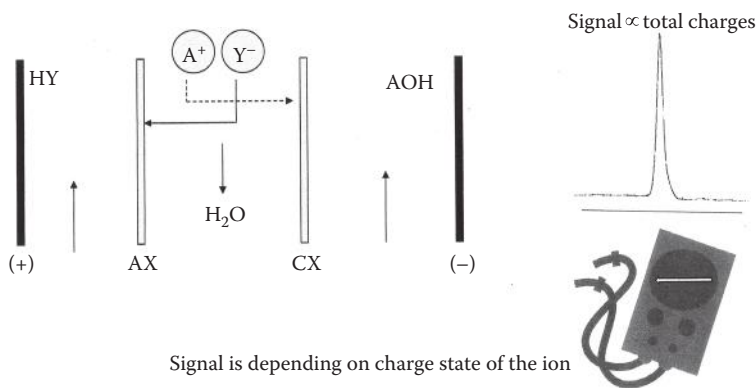 Signal ∝ total charges
A⁺ Y⁻
HY
AOH
H₂O
(+) AX CX (–)
Signal is depending on charge state of the ion